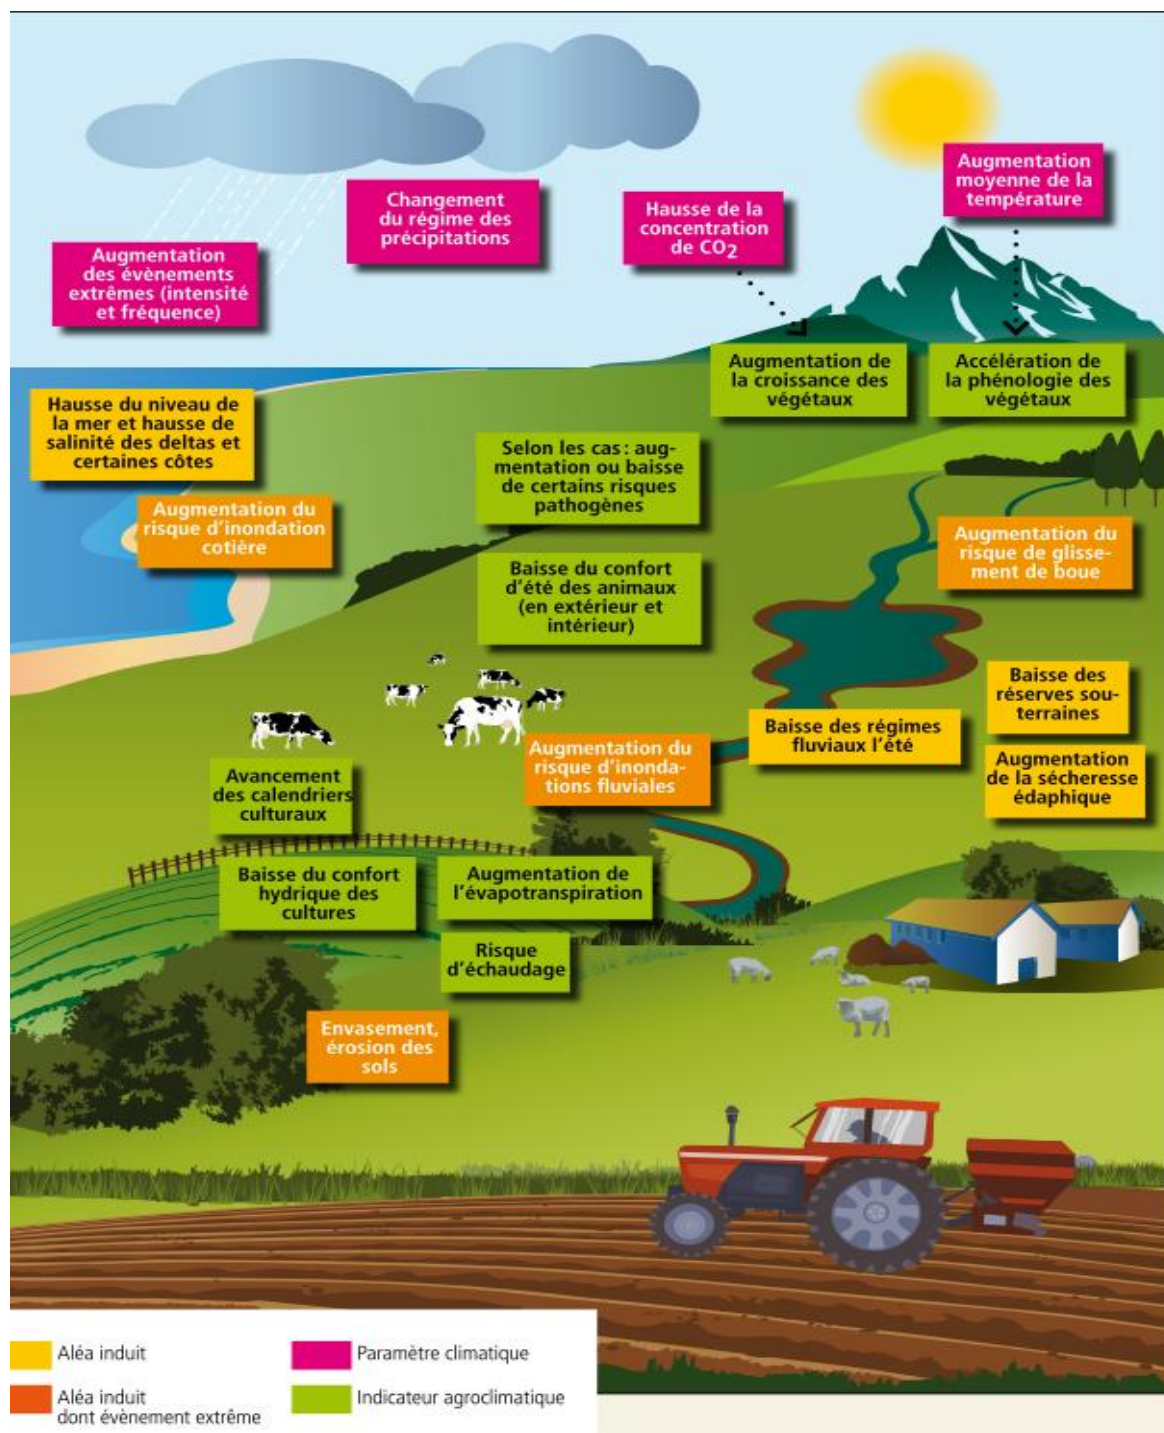 Augmentation
moyenne de la
température
Changement
du régime des
précipitations
Hausse de la
concentration
de CO2
Augmentation
des évènements
extrêmes (intensité
et fréquence)
Augmentation de
la croissance des
végétaux
Accélération de
la phénologie des
végétaux
Hausse du niveau de
la mer et hausse de
salinité des deltas et
certaines côtes
Selon les cas : aug-
mentation ou baisse
de certains risques
pathogènes
Augmentation du
risque d'inondation
cotière
Augmentation du
risque de glisse-
ment de boue
Baisse du confort
d'été des animaux
(en extérieur et
intérieur)
Baisse des
réserves sou-
terraines
Baisse des régimes
fluviaux l'été
Augmentation du
risque d'inonda-
tions fluviales
Augmentation
de la sécheresse
édaphique
Avancement
des calendriers
culturaux
Baisse du confort
hydrique des
cultures
Augmentation de
l'évapotranspiration
Risque
d'échaudage
Envasement,
érosion des
sols
Aléa induit
Paramètre climatique
Aléa induit
dont évènement extrême
Indicateur agroclimatique